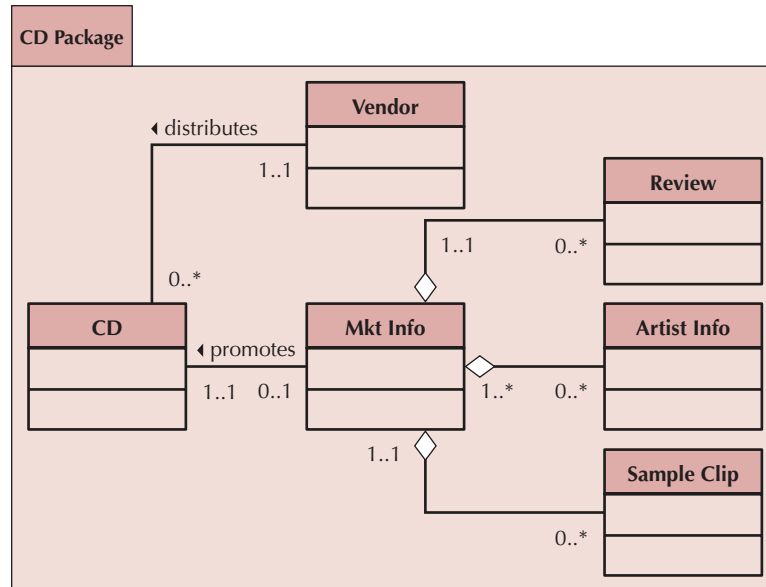 CD Package
Vendor
◂ distributes
1..1
Review
1..1
0..*
0..*
CD
Mkt Info
Artist Info
◂ promotes
1..1
0..1
1..*
0..*
1..1
Sample Clip
0..*